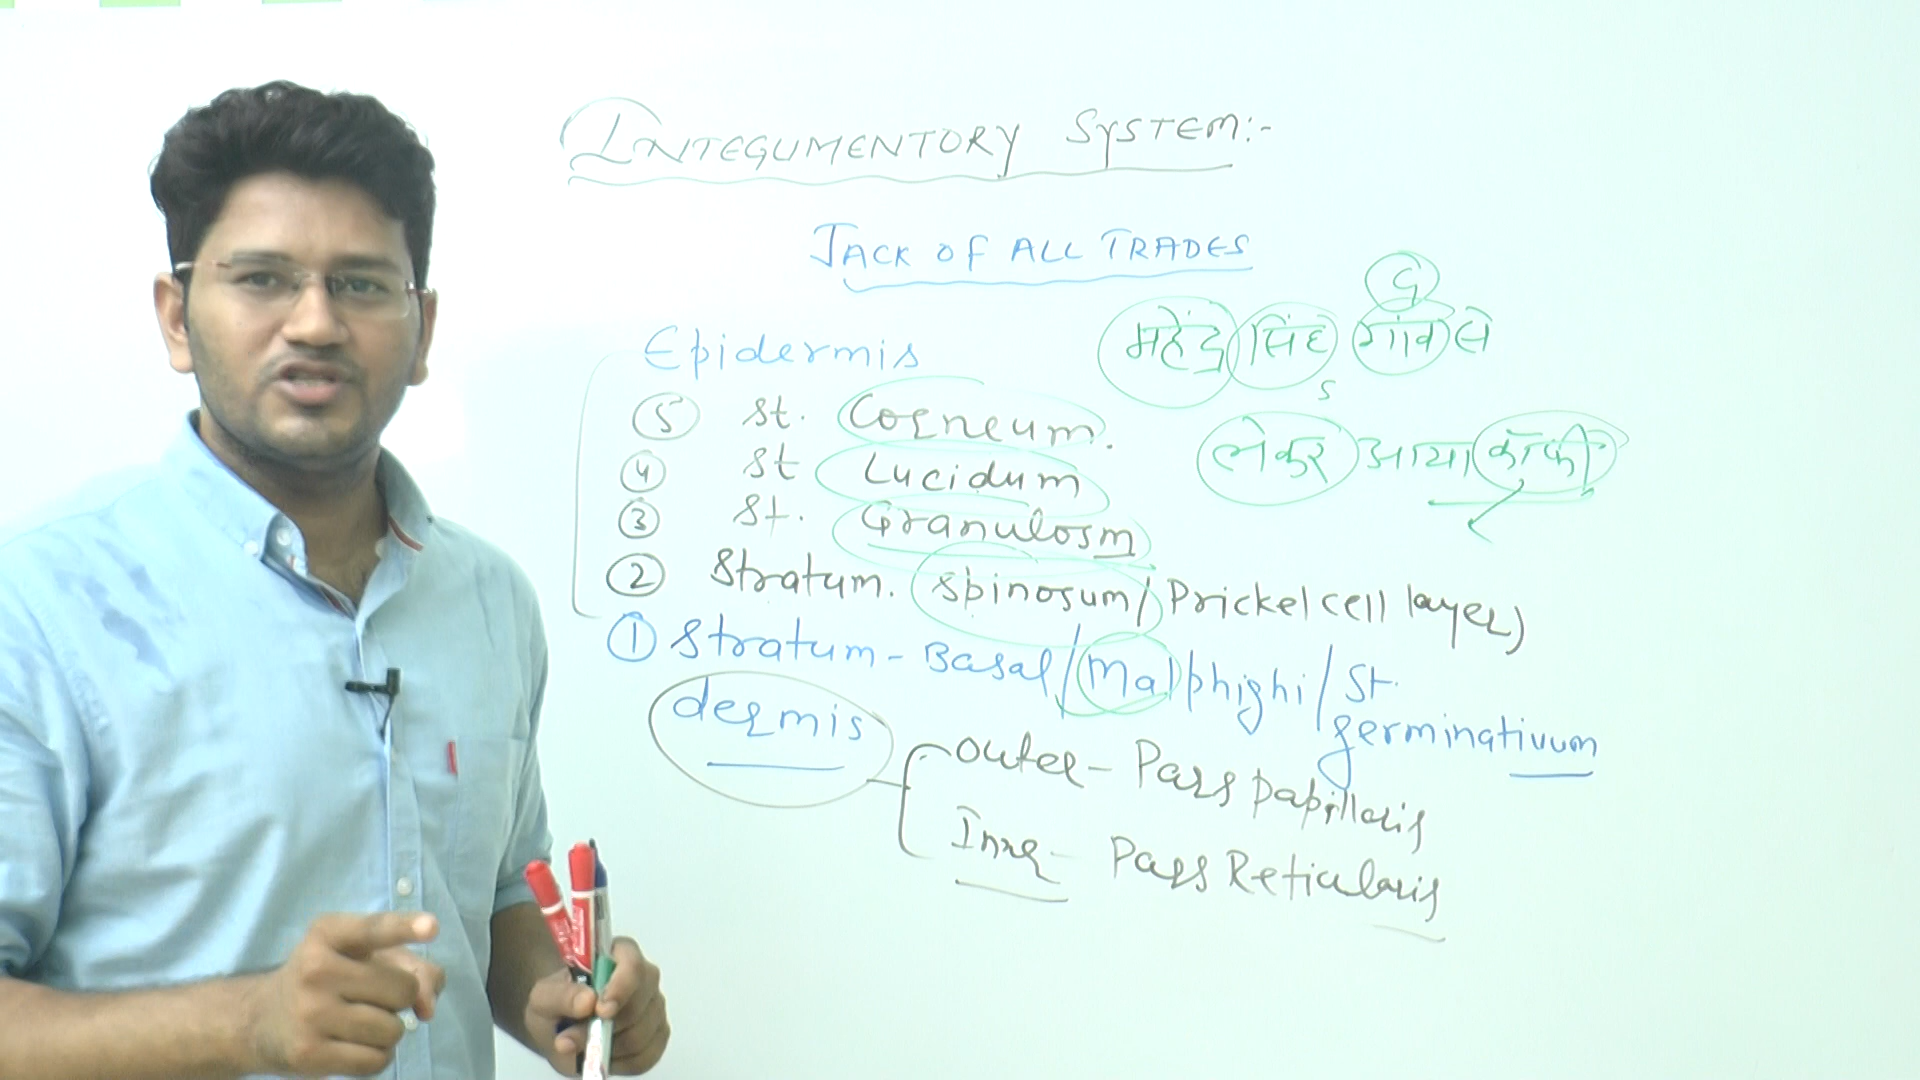 INTEGUMENTORY SYSTEM:-
JACK OF ALL TRADES
G
महेंद्र सिंह गांव से
S
लेकर आया कॉफी
Epidermis
⑤ St. Corneum.
④ St Lucidum
③ St. Granulosm
② Stratum. Spinosum/Prickel cell layer)
① Stratum-Basal/Malphighi/St.
germinativum
dermis
outer- Pars papillaris
Iner- Pars Reticularis